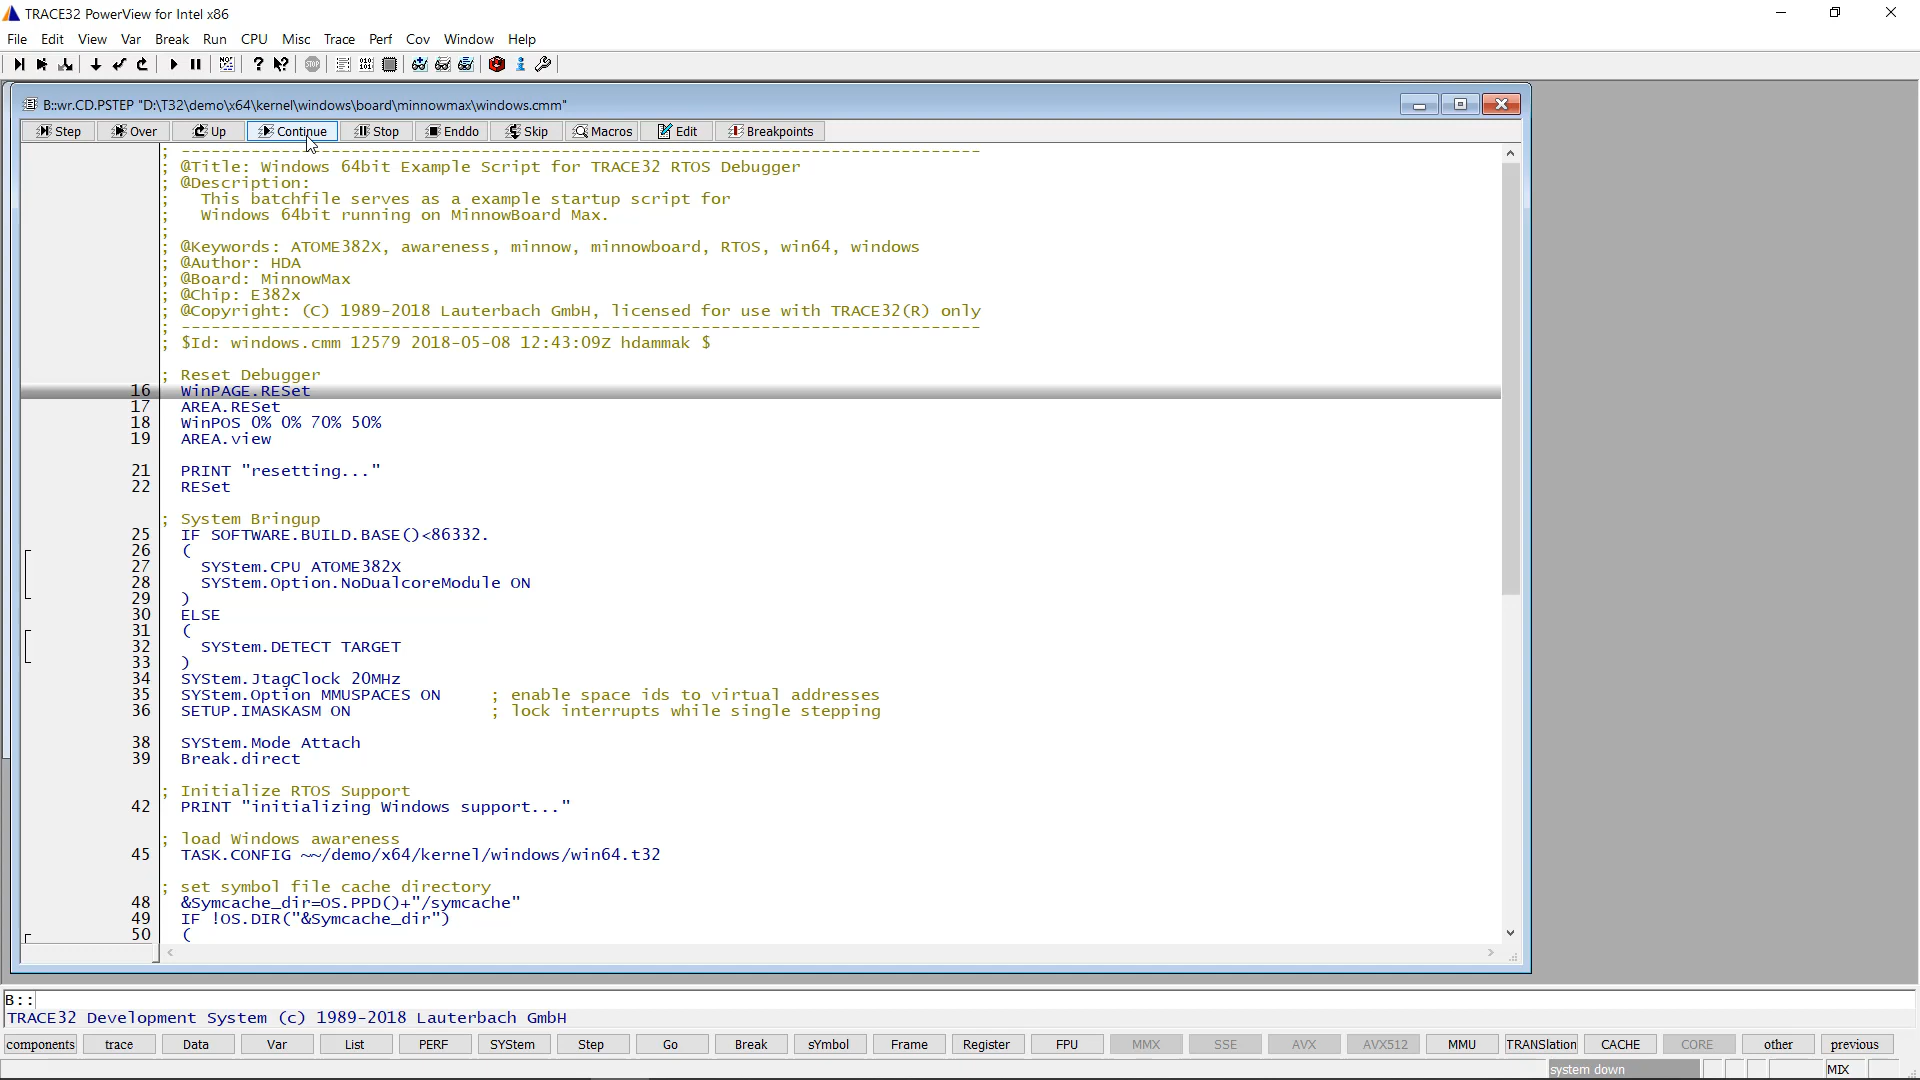 TRACE32 PowerView for Intel x86
File Edit View Var Break Run CPU Misc Trace Perf Cov Window Help
B::wr.CD.PSTEP "D:\T32\demo\x64\kernel\windows\board\minnowmax\windows.cmm"
Step Over Up Continue Stop Enddo Skip Macros Edit Breakpoints
; --------------------------------------------------------------------------------
; @Title: Windows 64bit Example Script for TRACE32 RTOS Debugger
; @Description:
;   This batchfile serves as a example startup script for
;   Windows 64bit running on MinnowBoard Max.
;
; @Keywords: ATOME382X, awareness, minnow, minnowboard, RTOS, win64, windows
; @Author: HDA
; @Board: MinnowMax
; @Chip: E382x
; @Copyright: (C) 1989-2018 Lauterbach GmbH, licensed for use with TRACE32(R) only
; --------------------------------------------------------------------------------
; $Id: windows.cmm 12579 2018-05-08 12:43:09Z hdammak $
; Reset Debugger
16 WinPAGE.RESet
17 AREA.RESet
18 WinPOS 0% 0% 70% 50%
19 AREA.view
21 PRINT "resetting..."
22 RESet
; System Bringup
25 IF SOFTWARE.BUILD.BASE()<86332.
26 (
27   SYStem.CPU ATOME382X
28   SYStem.Option.NoDualcoreModule ON
29 )
30 ELSE
31 (
32   SYStem.DETECT TARGET
33 )
34 SYStem.JtagClock 20MHz
35 SYStem.Option MMUSPACES ON     ; enable space ids to virtual addresses
36 SETUP.IMASKASM ON              ; lock interrupts while single stepping
38 SYStem.Mode Attach
39 Break.direct
; Initialize RTOS Support
42 PRINT "initializing Windows support..."
; load Windows awareness
45 TASK.CONFIG ~~/demo/x64/kernel/windows/win64.t32
; set symbol file cache directory
48 &Symcache_dir=OS.PPD()+"/symcache"
49 IF !OS.DIR("&Symcache_dir")
50 (
B::
TRACE32 Development System (c) 1989-2018 Lauterbach GmbH
components trace Data Var List PERF SYStem Step Go Break sYmbol Frame Register FPU MMX SSE AVX AVX512 MMU TRANSlation CACHE CORE other previous
system down MIX